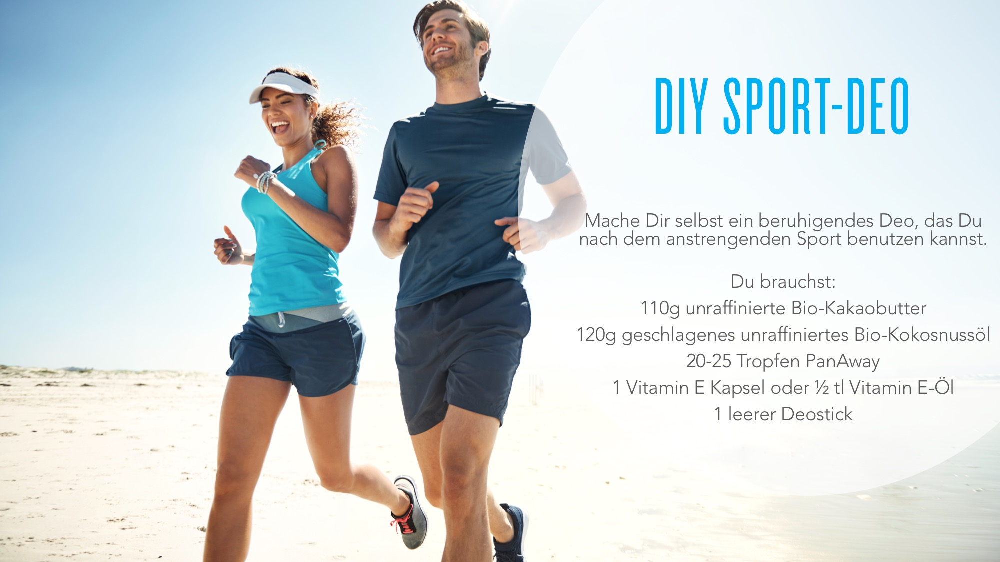 DIY SPORT-DEO
Mache Dir selbst ein beruhigendes Deo, das Du
nach dem anstrengenden Sport benutzen kannst.
Du brauchst:
110g unraffinierte Bio-Kakaobutter
120g geschlagenes unraffiniertes Bio-Kokosnussöl
20-25 Tropfen PanAway
1 Vitamin E Kapsel oder ½ tl Vitamin E-Öl
1 leerer Deostick